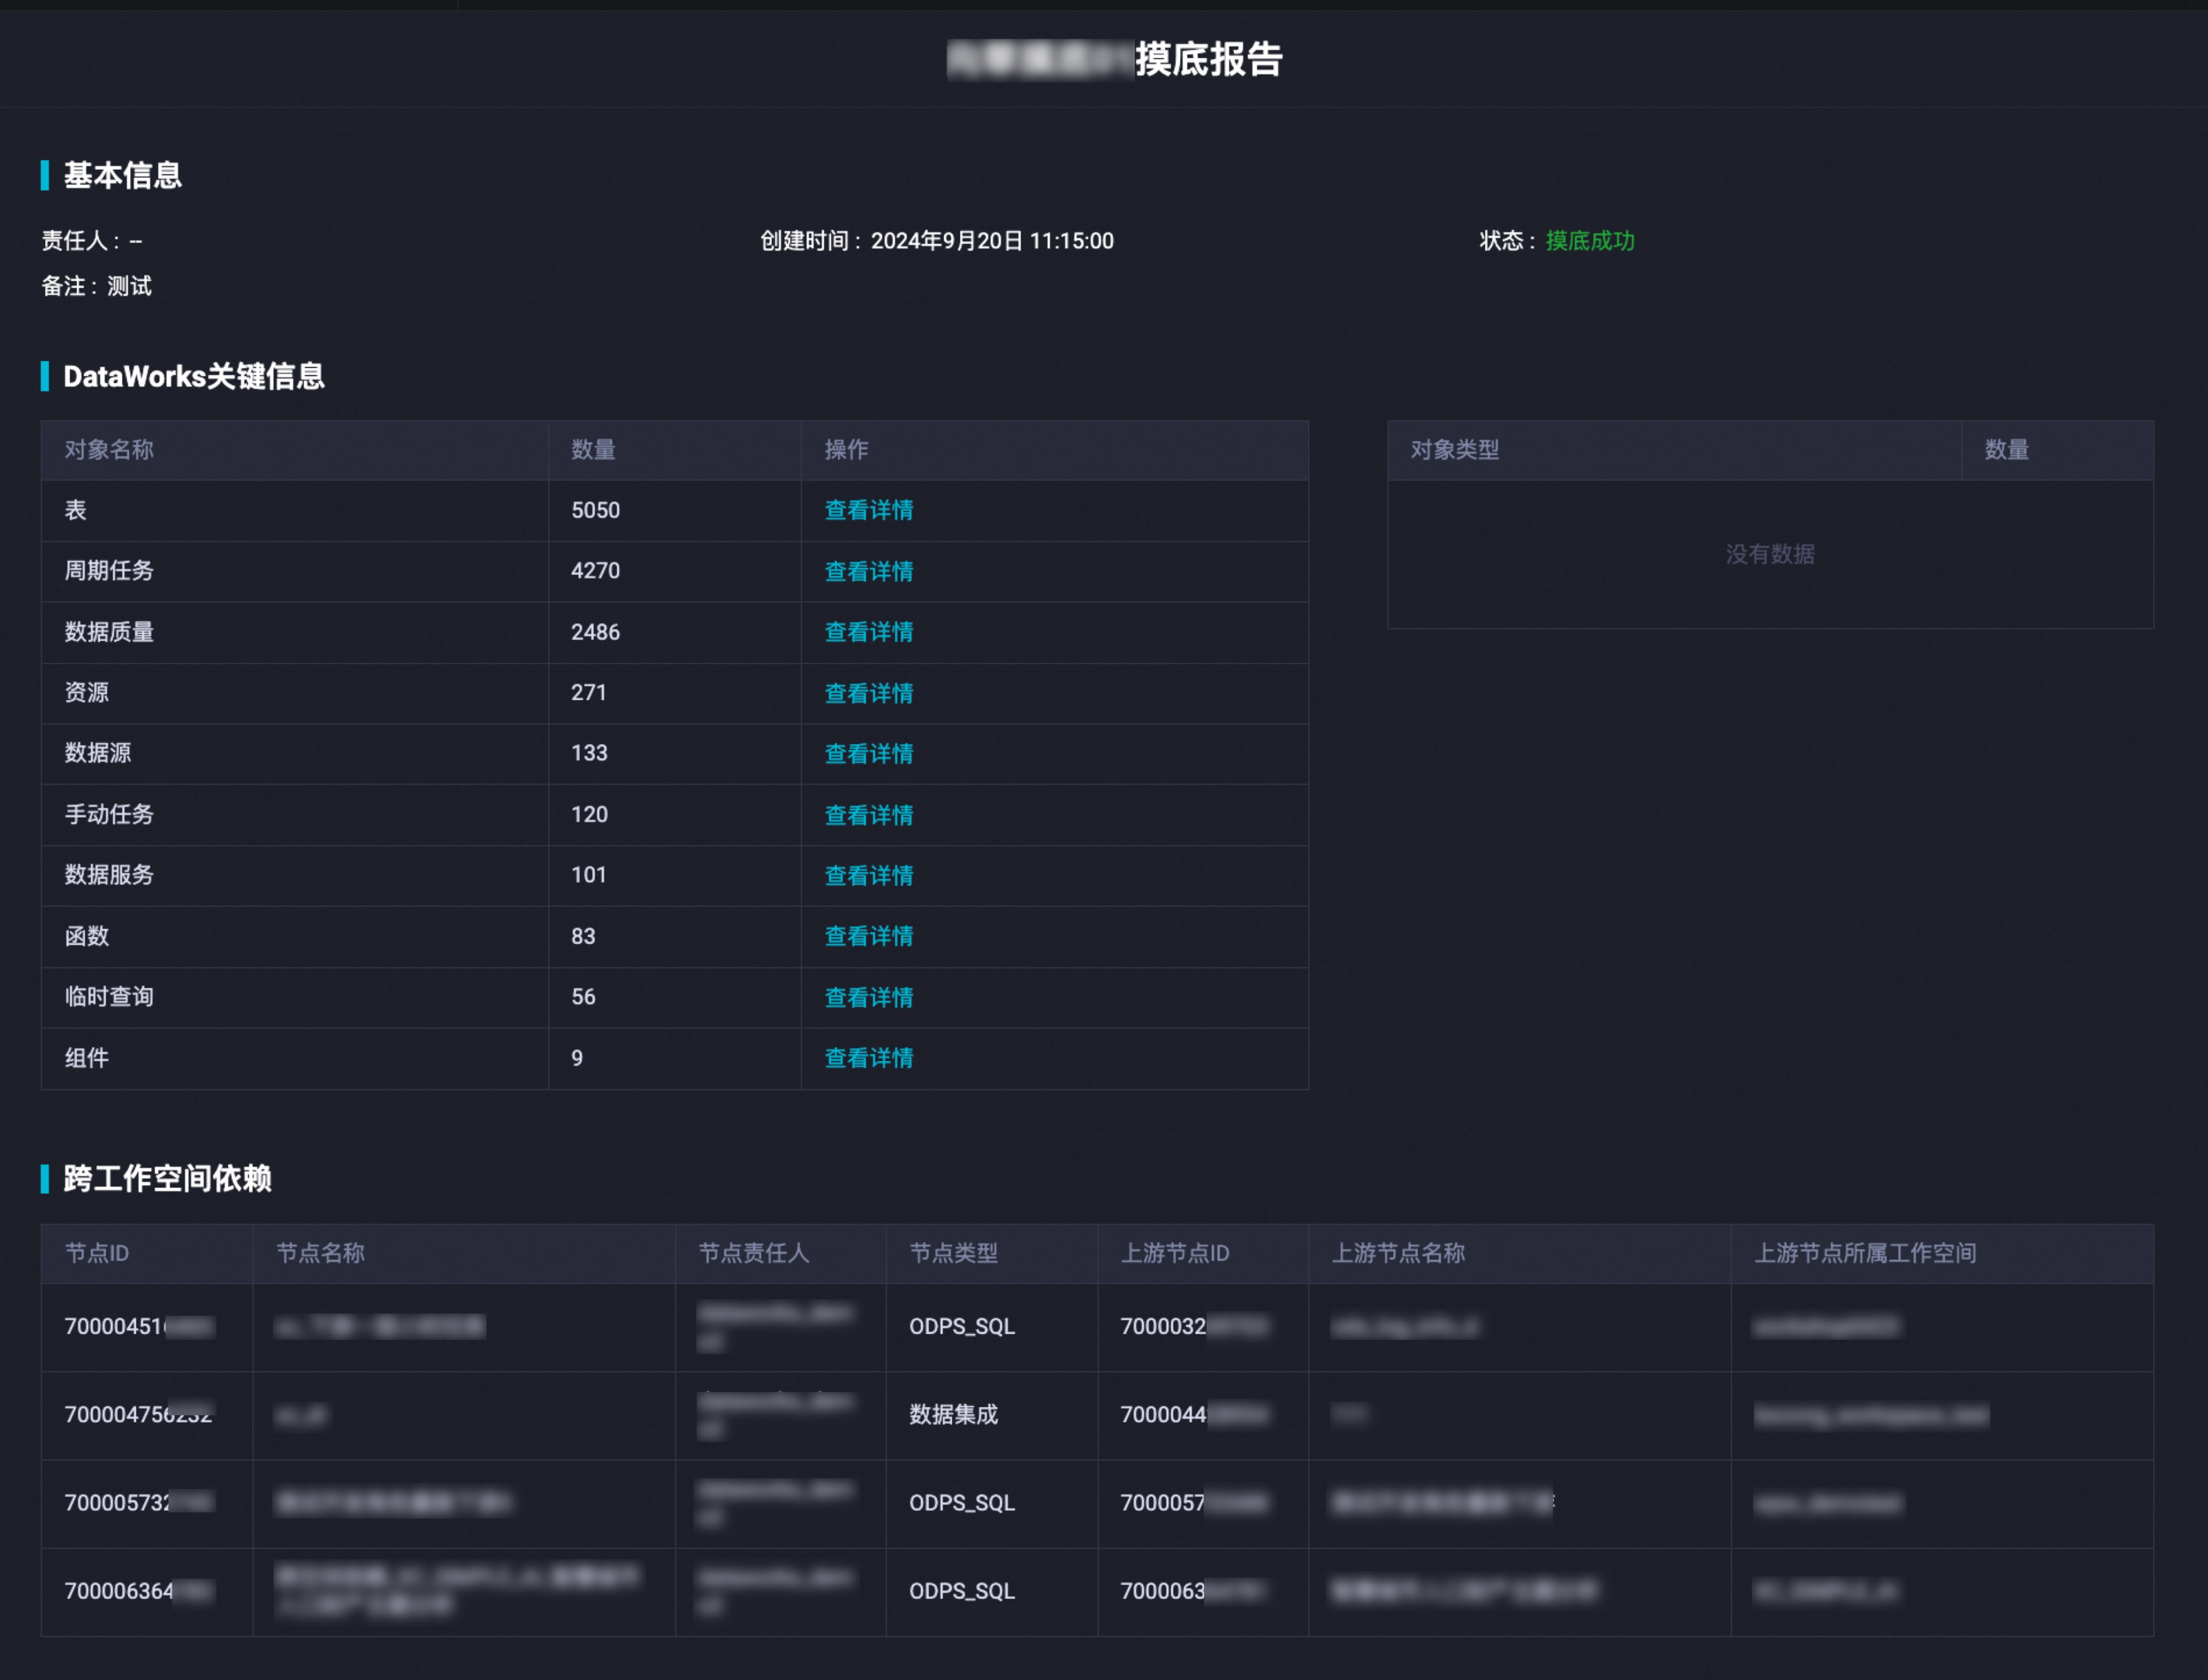 摸底报告
基本信息
责任人 : -- 创建时间 : 2024年9月20日 11:15:00 状态 : 摸底成功
备注 : 测试
DataWorks关键信息
对象名称 数量 操作
表 5050 查看详情
周期任务 4270 查看详情
数据质量 2486 查看详情
资源 271 查看详情
数据源 133 查看详情
手动任务 120 查看详情
数据服务 101 查看详情
函数 83 查看详情
临时查询 56 查看详情
组件 9 查看详情
对象类型 数量
没有数据
跨工作空间依赖
节点ID 节点名称 节点责任人 节点类型 上游节点ID 上游节点名称 上游节点所属工作空间
70000451 ODPS_SQL 7000032
700004756 数据集成 7000044
70000573 ODPS_SQL 7000057
700006364 ODPS_SQL 7000063